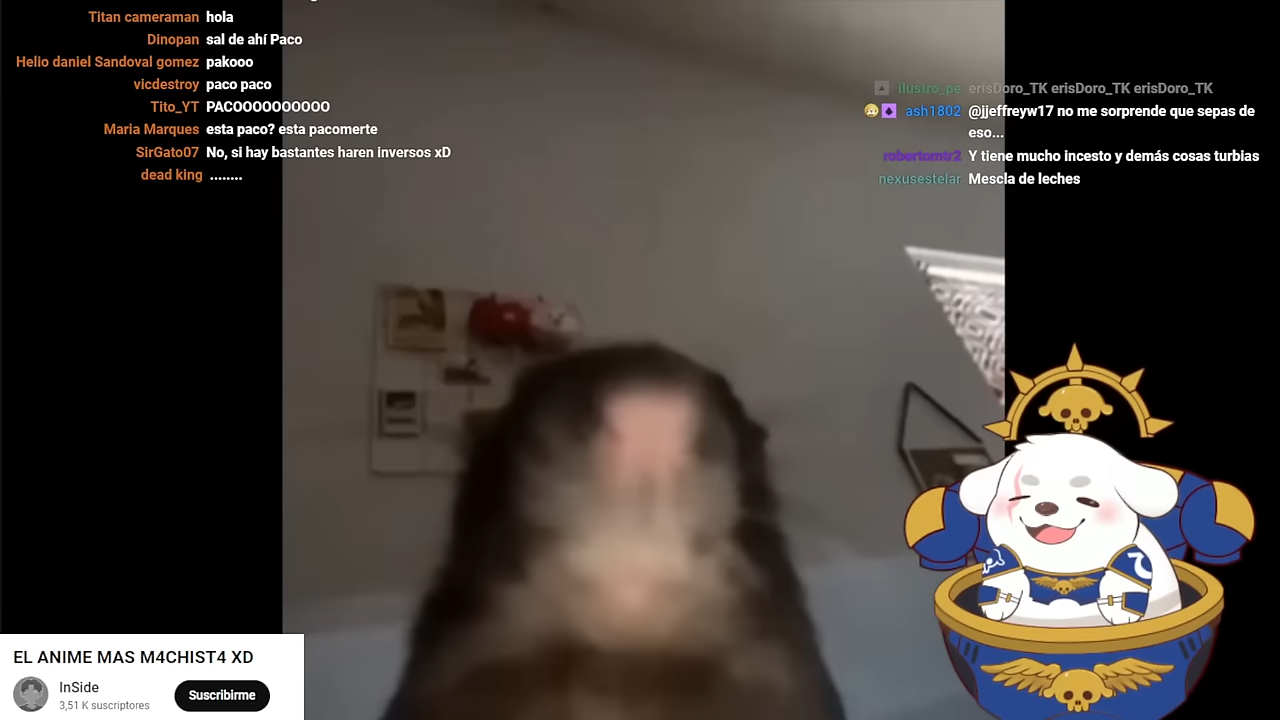 Titan cameraman hola
Dinopan sal de ahí Paco
Helio daniel Sandoval gomez pakooo
vicdestroy paco paco
Tito_YT PACOOOOOOOOOO
Maria Marques esta paco? esta pacomerte
SirGato07 No, si hay bastantes haren inversos xD
dead king ........
ilustro_pe erisDoro_TK erisDoro_TK erisDoro_TK
ash1802 @jjeffreyw17 no me sorprende que sepas de
eso...
robertomtr2 Y tiene mucho incesto y demás cosas turbias
nexusestelar Mescla de leches
EL ANIME MAS M4CHIST4 XD
InSide
3,51 K suscriptores
Suscribirme